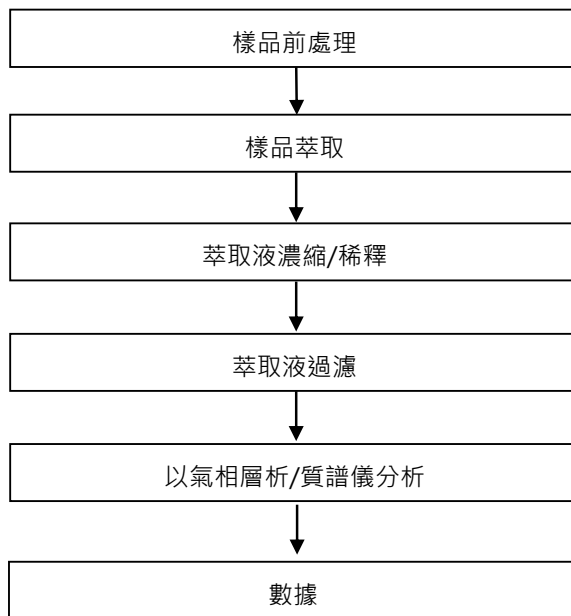 樣品前處理
樣品萃取
萃取液濃縮/稀釋
萃取液過濾
以氣相層析/質譜儀分析
數據